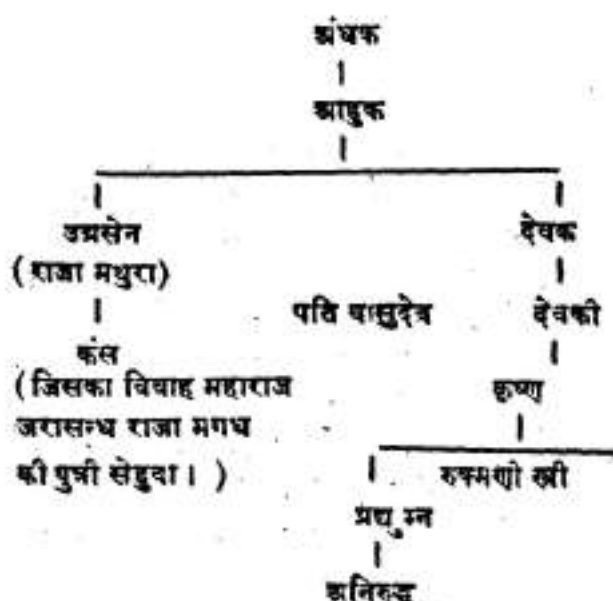 अंधक
आहुक
उग्रसेन देवक
(राजा मथुरा)
पति वासुदेव देवकी
कंस
(जिसका विवाह महाराज कृष्ण
जरासन्ध राजा मगध
की पुत्री सेहुदा। ) रुक्मणी स्त्री
प्रद्युम्न
अनिरुद्ध